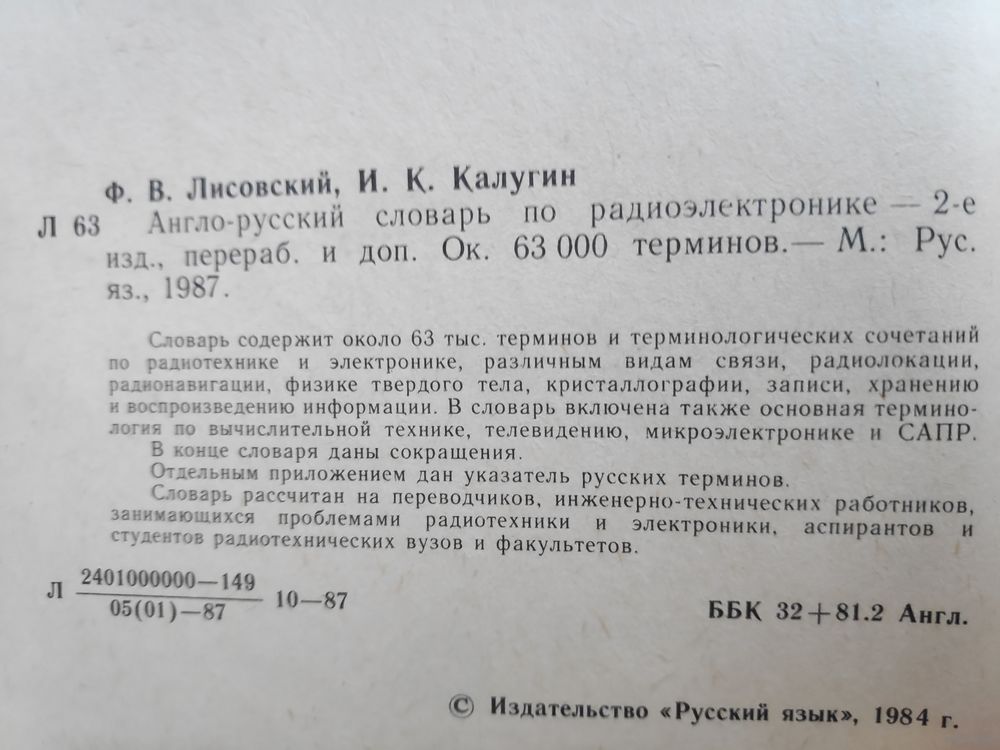 Ф. В. Лисовский, И. К. Калугин
Л 63 Англо-русский словарь по радиоэлектронике — 2-е
изд., перераб. и доп. Ок. 63 000 терминов.— М.: Рус.
яз., 1987.
Словарь содержит около 63 тыс. терминов и терминологических сочетаний
по радиотехнике и электронике, различным видам связи, радиолокации,
радионавигации, физике твердого тела, кристаллографии, записи, хранению
и воспроизведению информации. В словарь включена также основная термино-
логия по вычислительной технике, телевидению, микроэлектронике и САПР.
В конце словаря даны сокращения.
Отдельным приложением дан указатель русских терминов.
Словарь рассчитан на переводчиков, инженерно-технических работников,
занимающихся проблемами радиотехники и электроники, аспирантов и
студентов радиотехнических вузов и факультетов.
Л 2401000000—149
05(01)—87 10—87
ББК 32+81.2 Англ.
© Издательство «Русский язык», 1984 г.